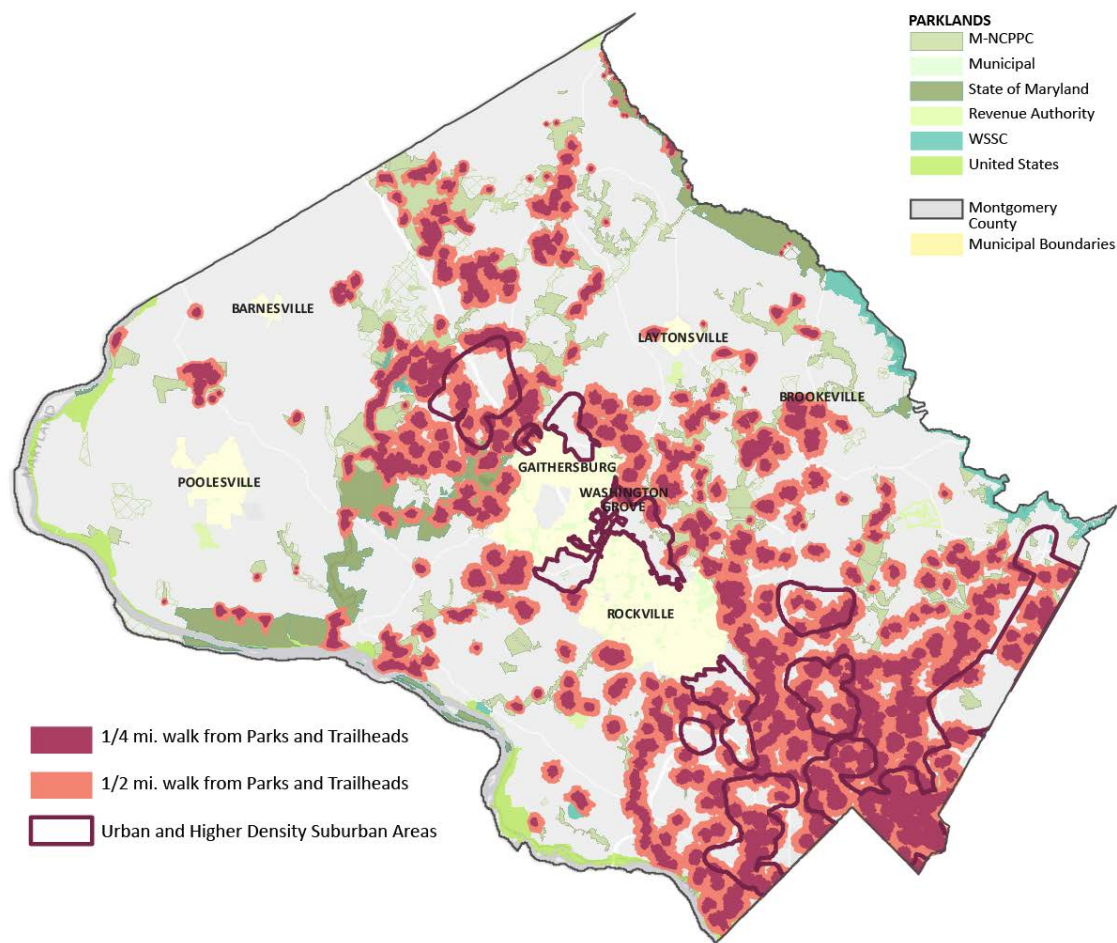 PARKLANDS
M-NCPPC
Municipal
State of Maryland
Revenue Authority
WSSC
United States
Montgomery
County
Municipal Boundaries
BARNESVILLE
LAYTONSVILLE
BROOKEVILLE
GAITHERSBURG
POOLESVILLE
WASHINGTON
GROVE
ROCKVILLE
MARYLAND
1/4 mi. walk from Parks and Trailheads
1/2 mi. walk from Parks and Trailheads
Urban and Higher Density Suburban Areas